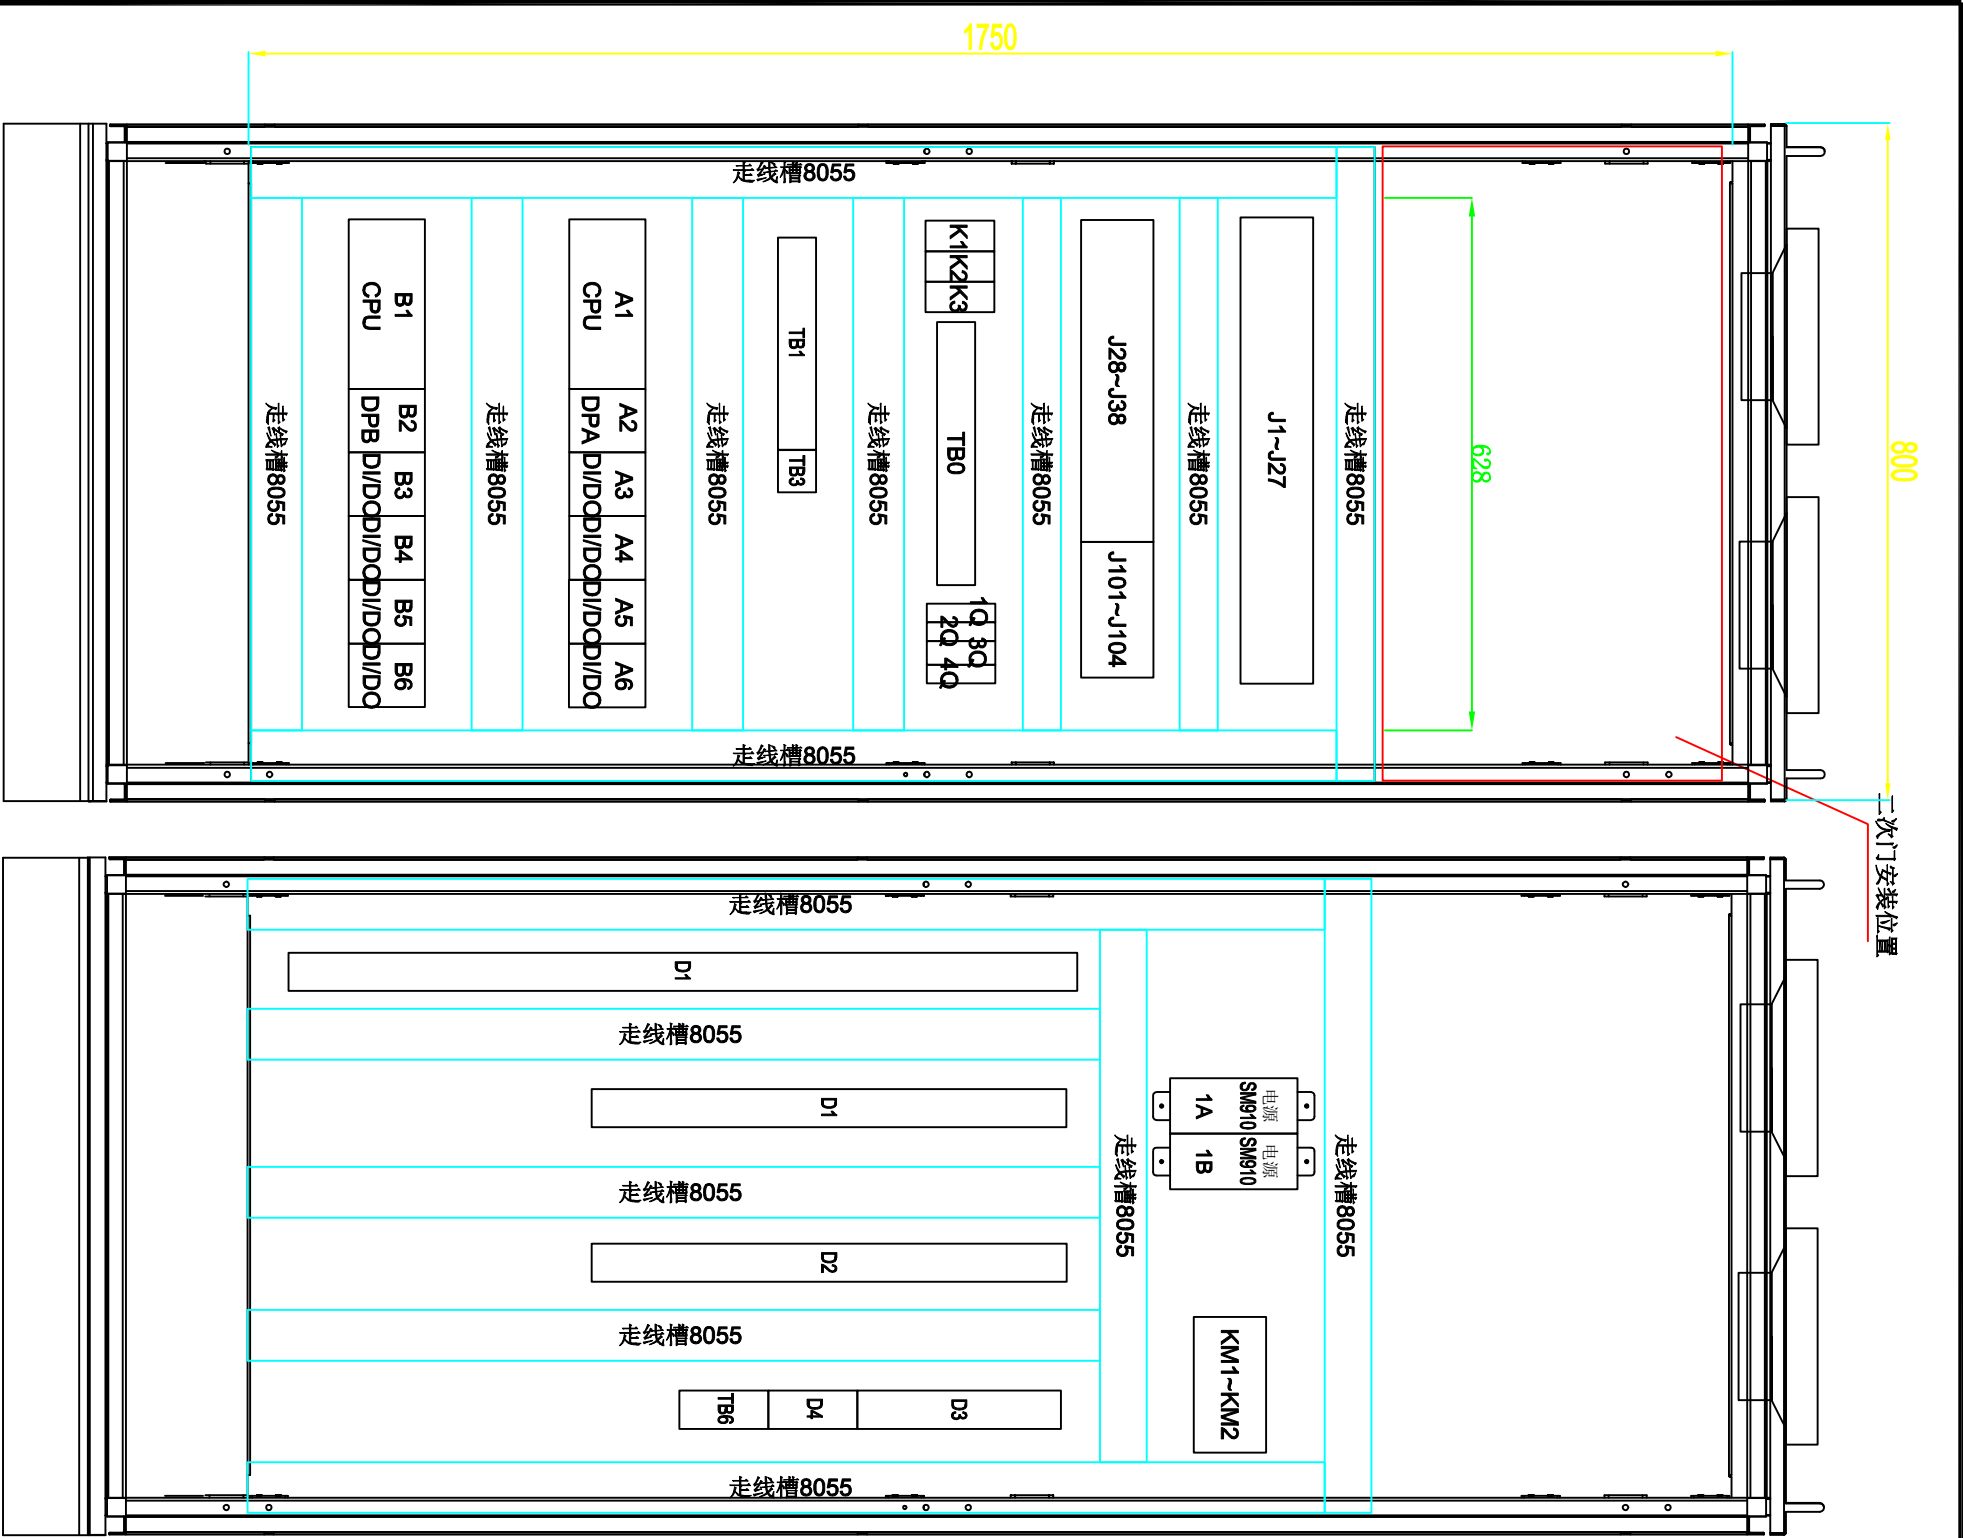 1750
800
628
二次门安装位置
走线槽8055
走线槽8055
J1~J27
走线槽8055
J28~J38
J101~J104
走线槽8055
K1
K2
K3
TB0
1Q
2Q
3Q
4Q
走线槽8055
TB1
TB3
走线槽8055
A1
CPU
A2
DPA
A3
DI/DO
A4
DI/DO
A5
DI/DO
A6
DI/DO
走线槽8055
B1
CPU
B2
DPB
B3
DI/DO
B4
DI/DO
B5
DI/DO
B6
DI/DO
走线槽8055
走线槽8055
走线槽8055
走线槽8055
电源
SM910
1A
电源
SM910
1B
KM1~KM2
走线槽8055
D1
走线槽8055
D1
走线槽8055
D2
走线槽8055
D3
D4
TB6
走线槽8055